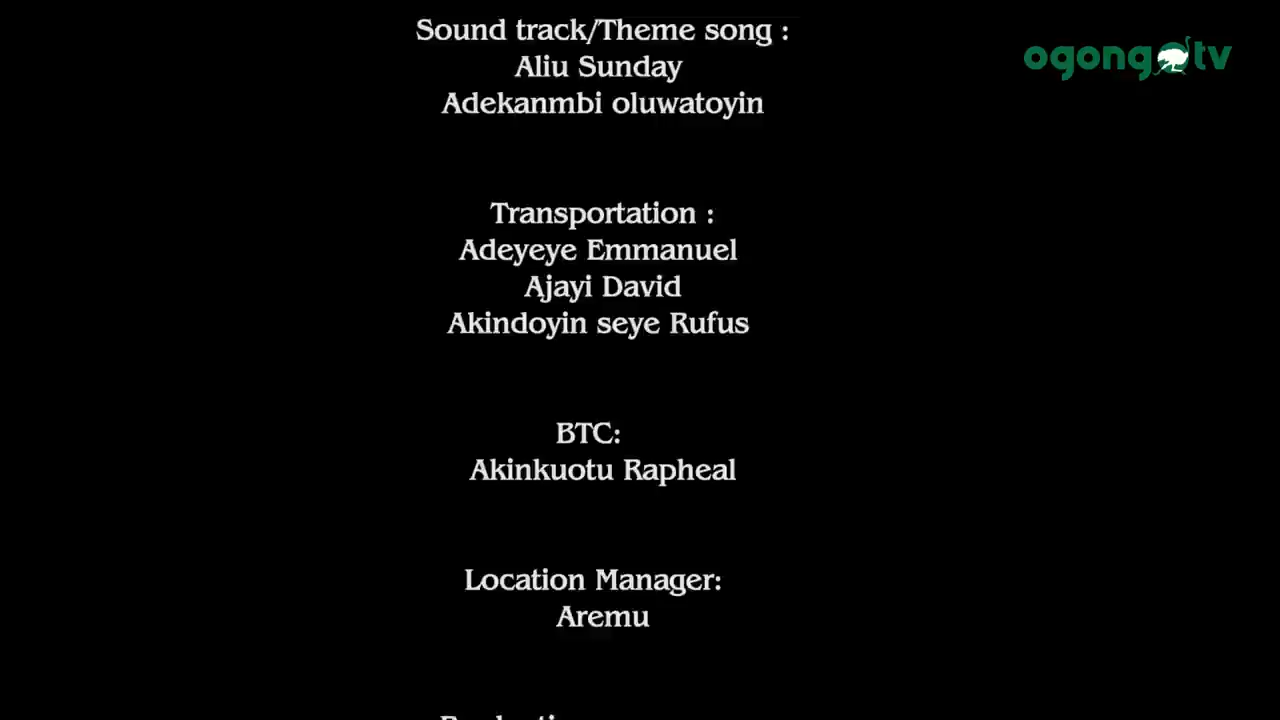 Sound track/Theme song :
ogongotv
Aliu Sunday
Adekanmbi oluwatoyin
Transportation :
Adeyeye Emmanuel
Ajayi David
Akindoyin seye Rufus
BTC:
Akinkuotu Rapheal
Location Manager:
Aremu